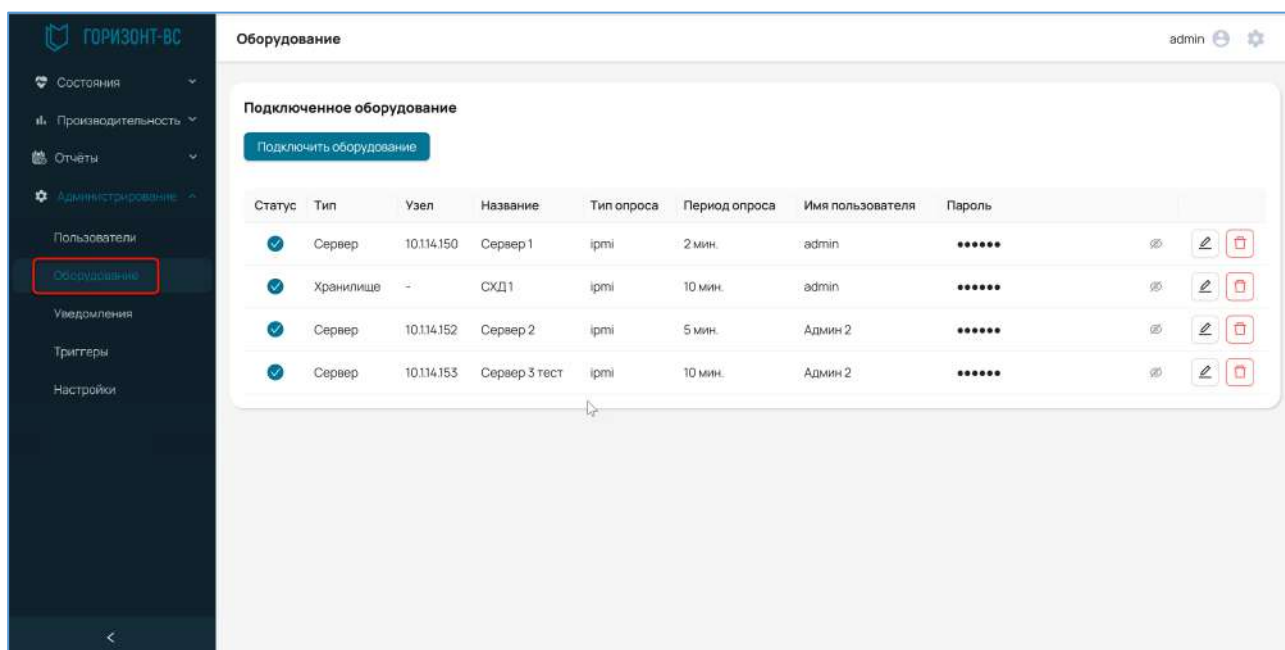 ГОРИЗОНТ-ВС
Оборудование
admin
Состояния
Производительность
Отчёты
Администрирование
Пользователи
Оборудование
Уведомления
Триггеры
Настройки
Подключенное оборудование
Подключить оборудование
Статус Тип Узел Название Тип опроса Период опроса Имя пользователя Пароль
Сервер 10.1.14.150 Сервер 1 ipmi 2 мин. admin ••••••
Хранилище - СХД 1 ipmi 10 мин. admin ••••••
Сервер 10.1.14.152 Сервер 2 ipmi 5 мин. Админ 2 ••••••
Сервер 10.1.14.153 Сервер 3 тест ipmi 10 мин. Админ 2 ••••••